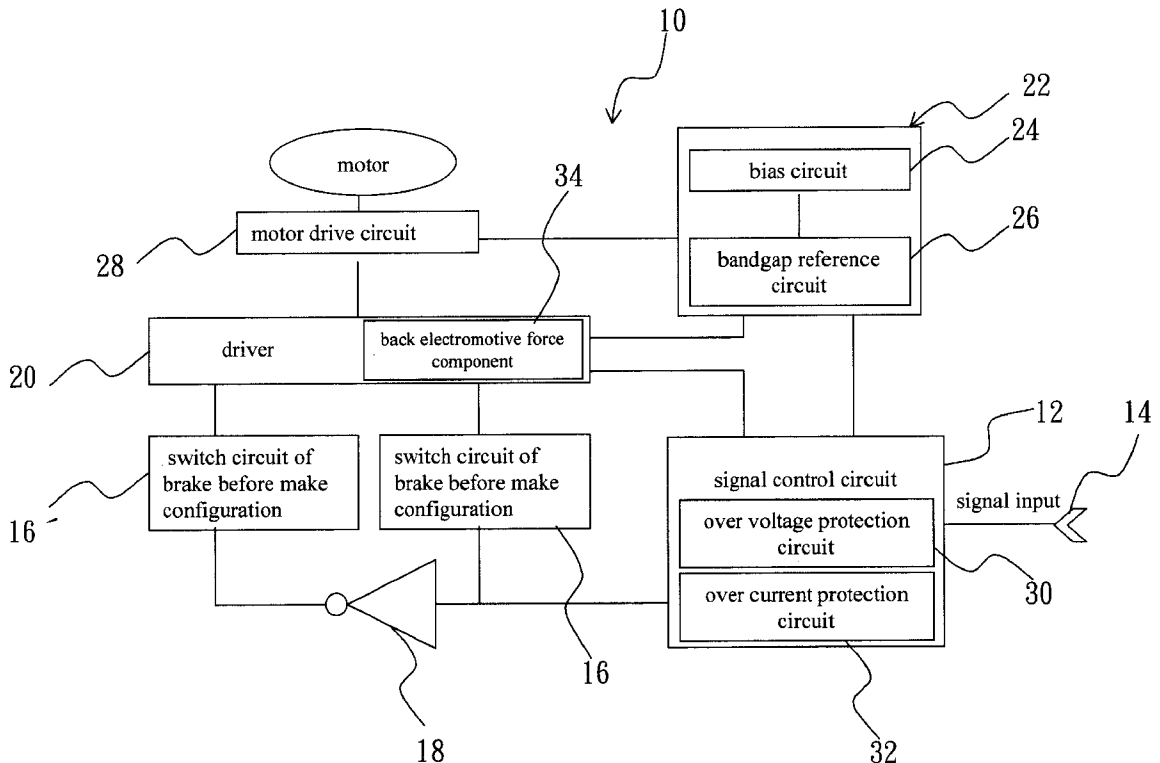 10
22
24
motor
34
bias circuit
26
motor drive circuit
28
bandgap reference
circuit
driver
back electromotive force
component
20
12
14
switch circuit of
brake before make
configuration
switch circuit of
brake before make
configuration
signal control circuit
signal input
16
over voltage protection
circuit
30
over current protection
circuit
16
18
32